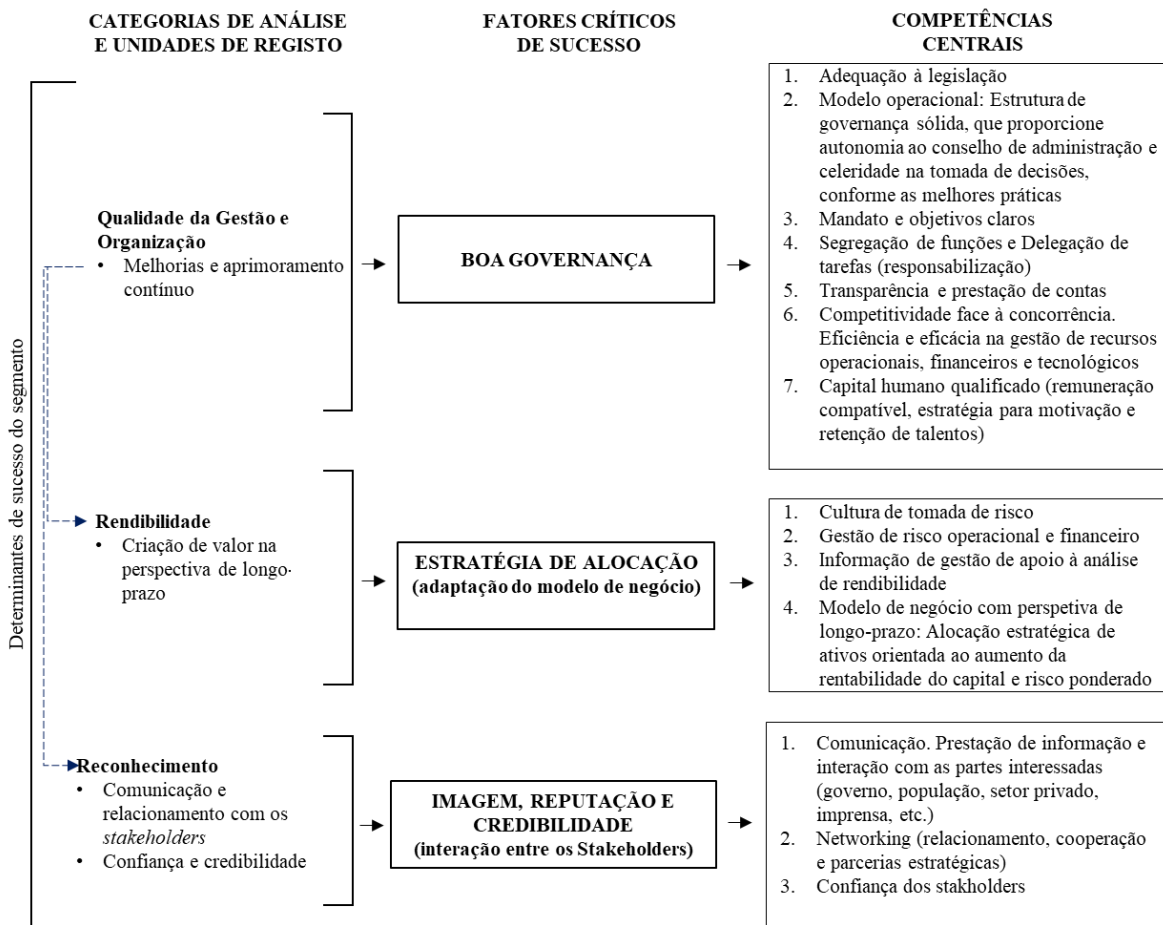 CATEGORIAS DE ANÁLISE
E UNIDADES DE REGISTO
FATORES CRÍTICOS
DE SUCESSO
COMPETÊNCIAS
CENTRAIS
Determinantes de sucesso do segmento
Qualidade da Gestão e
Organização
• Melhorias e aprimoramento
contínuo
BOA GOVERNANÇA
1. Adequação à legislação
2. Modelo operacional: Estrutura de
governança sólida, que proporcione
autonomia ao conselho de administração e
celeridade na tomada de decisões,
conforme as melhores práticas
3. Mandato e objetivos claros
4. Segregação de funções e Delegação de
tarefas (responsabilização)
5. Transparência e prestação de contas
6. Competitividade face à concorrência.
Eficiência e eficácia na gestão de recursos
operacionais, financeiros e tecnológicos
7. Capital humano qualificado (remuneração
compatível, estratégia para motivação e
retenção de talentos)
Rendibilidade
• Criação de valor na
perspectiva de longo-
prazo
ESTRATÉGIA DE ALOCAÇÃO
(adaptação do modelo de negócio)
1. Cultura de tomada de risco
2. Gestão de risco operacional e financeiro
3. Informação de gestão de apoio à análise
de rendibilidade
4. Modelo de negócio com perspetiva de
longo-prazo: Alocação estratégica de
ativos orientada ao aumento da
rentabilidade do capital e risco ponderado
Reconhecimento
• Comunicação e
relacionamento com os
stakeholders
• Confiança e credibilidade
IMAGEM, REPUTAÇÃO E
CREDIBILIDADE
(interação entre os Stakeholders)
1. Comunicação. Prestação de informação e
interação com as partes interessadas
(governo, população, setor privado,
imprensa, etc.)
2. Networking (relacionamento, cooperação
e parcerias estratégicas)
3. Confiança dos stakholders